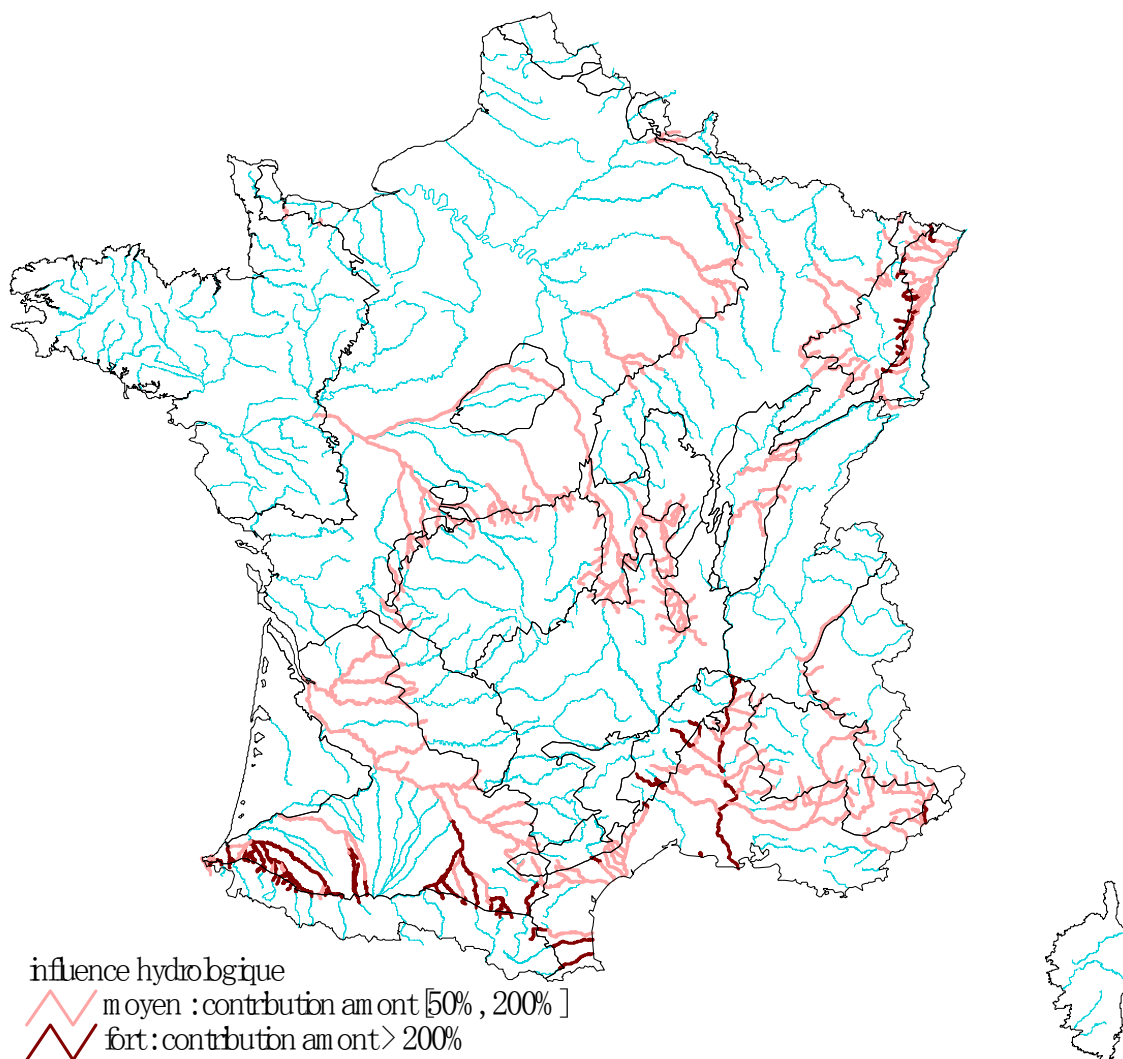 influence hydrologique
moyen : contribution amont [50%, 200% ]
fort : contribution amont > 200%